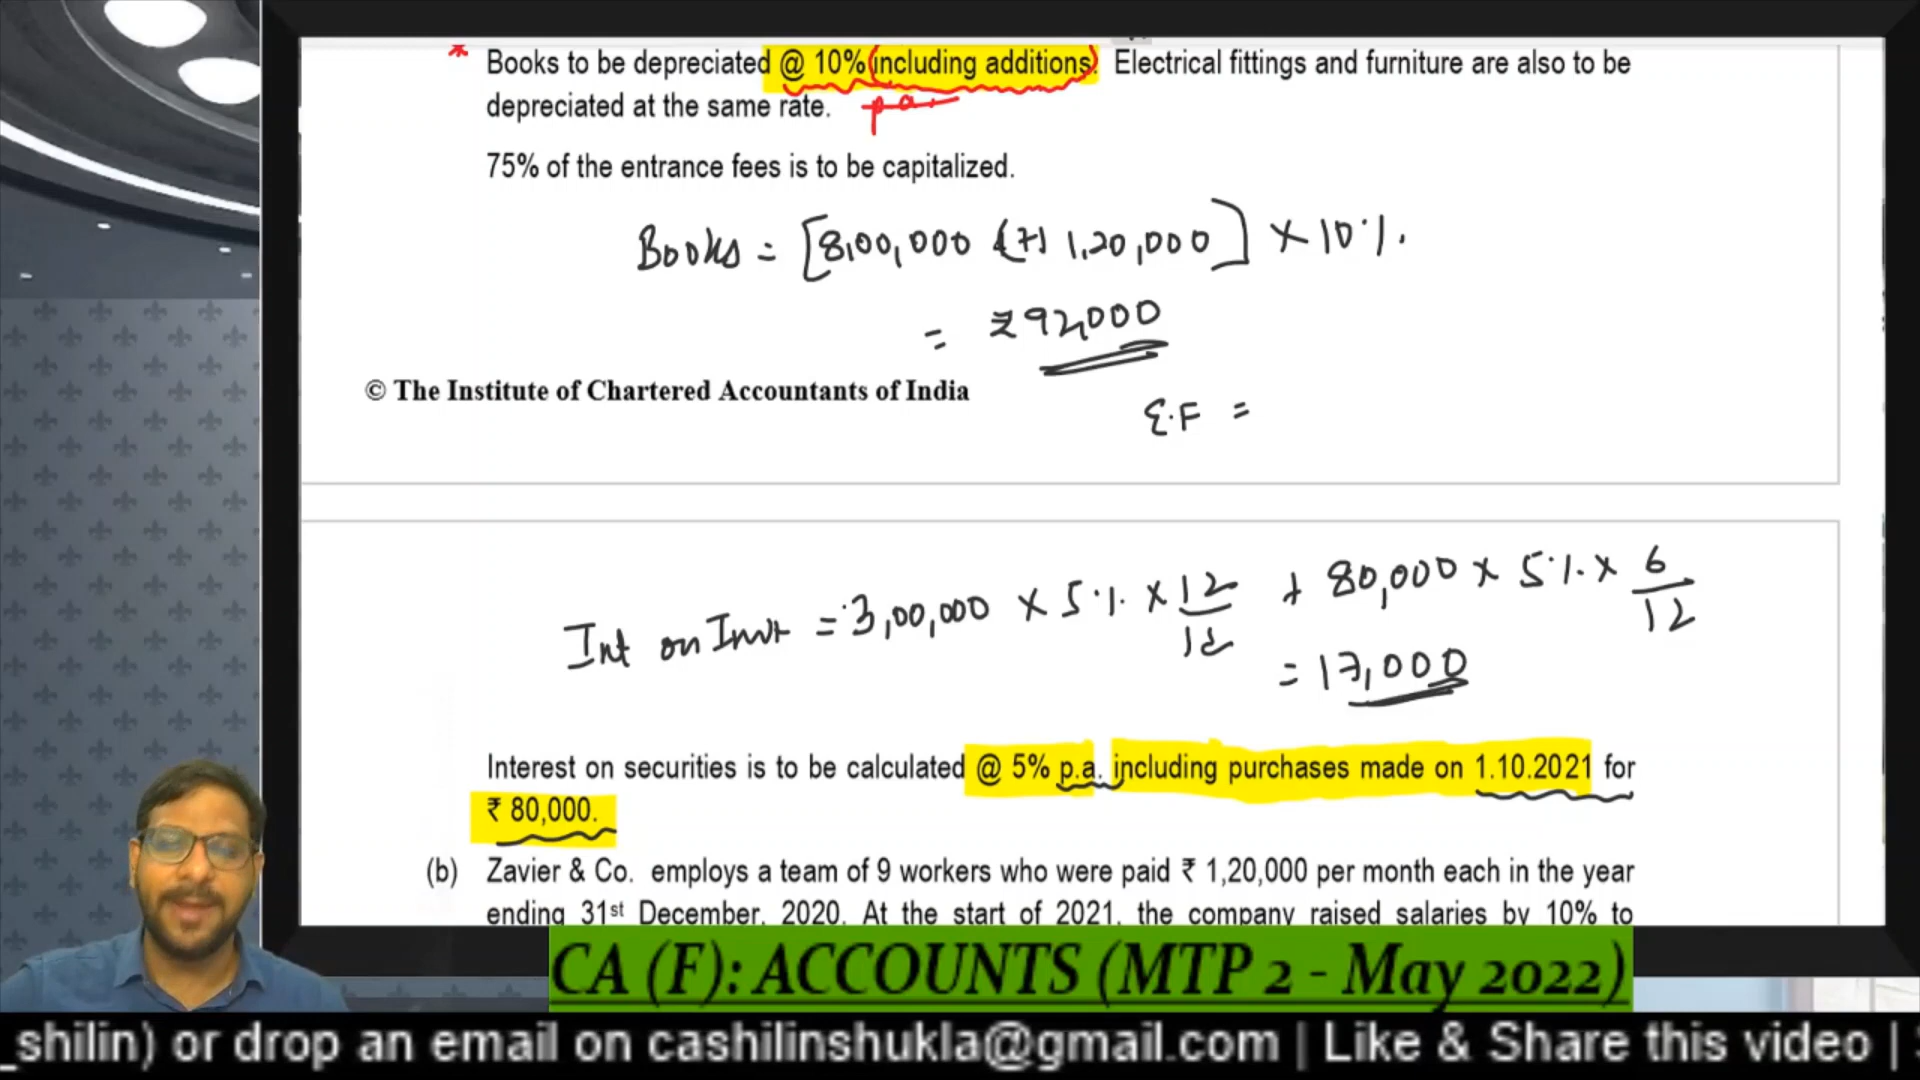 * Books to be depreciated @ 10% (including additions). Electrical fittings and furniture are also to be
depreciated at the same rate. p.a.
75% of the entrance fees is to be capitalized.
Books = [8,00,000 (+) 1,20,000] × 10%.
= ₹92,000
© The Institute of Chartered Accountants of India
E.F =
Int on Invt = 3,00,000 × 5% × 12/12 + 80,000 × 5% × 6/12
= 17,000
Interest on securities is to be calculated @ 5% p.a. including purchases made on 1.10.2021 for
₹ 80,000.
(b) Zavier & Co. employs a team of 9 workers who were paid ₹ 1,20,000 per month each in the year
ending 31st December, 2020. At the start of 2021, the company raised salaries by 10% to
CA (F): ACCOUNTS (MTP 2 - May 2022)
_shilin) or drop an email on cashilinshukla@gmail.com | Like & Share this video |